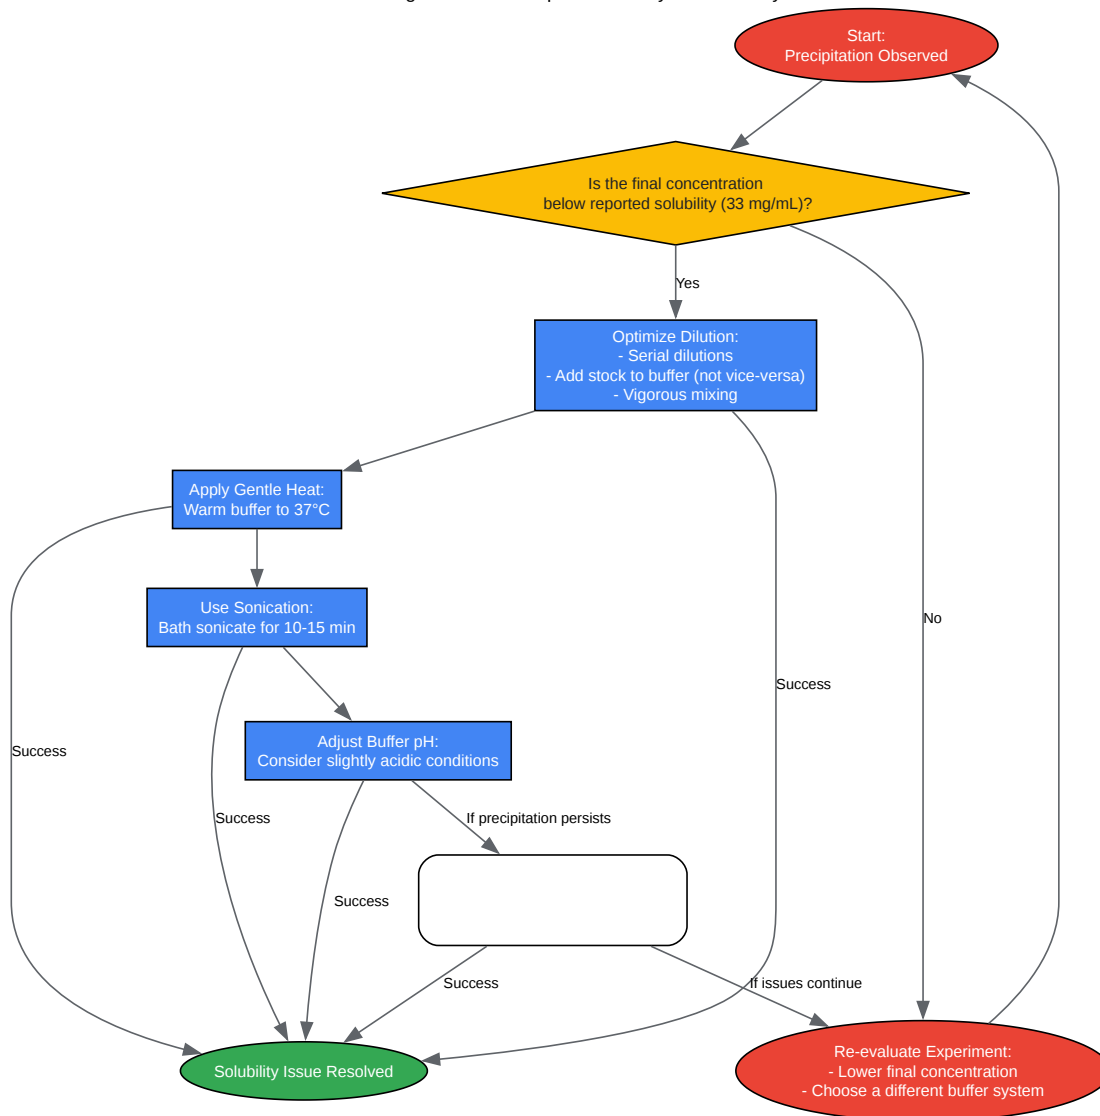 Start:
Precipitation Observed
Is the final concentration
below reported solubility (33 mg/mL)?
Yes
Optimize Dilution:
- Serial dilutions
- Add stock to buffer (not vice-versa)
- Vigorous mixing
Apply Gentle Heat:
Warm buffer to 37°C
Use Sonication:
Bath sonicate for 10-15 min
No
Success
Adjust Buffer pH:
Consider slightly acidic conditions
Success
Success
If precipitation persists
Success
Success
If issues continue
Solubility Issue Resolved
Re-evaluate Experiment:
- Lower final concentration
- Choose a different buffer system